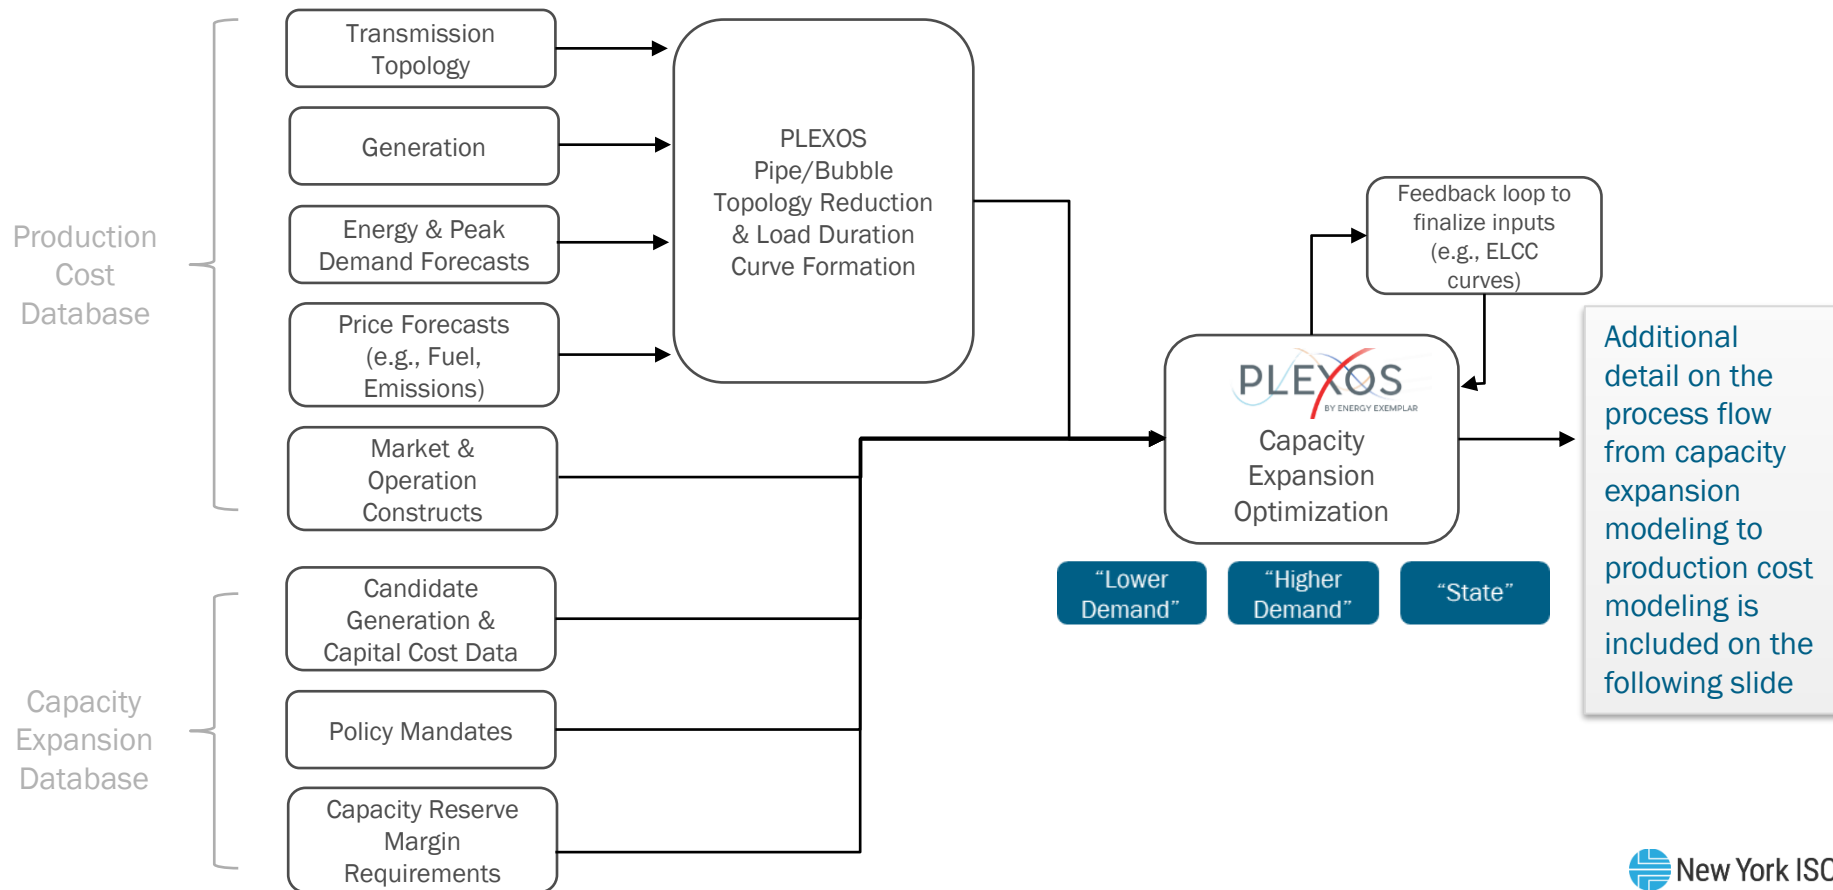 Production
Cost
Database
Transmission
Topology
Generation
Energy & Peak
Demand Forecasts
Price Forecasts
(e.g., Fuel,
Emissions)
Market &
Operation
Constructs
PLEXOS
Pipe/Bubble
Topology Reduction
& Load Duration
Curve Formation
Capacity
Expansion
Database
Candidate
Generation &
Capital Cost Data
Policy Mandates
Capacity Reserve
Margin
Requirements
Feedback loop to
finalize inputs
(e.g., ELCC
curves)
PLEXOS
BY ENERGY EXEMPLAR
Capacity
Expansion
Optimization
“Lower
Demand”
“Higher
Demand”
“State”
Additional
detail on the
process flow
from capacity
expansion
modeling to
production cost
modeling is
included on the
following slide
New York ISO